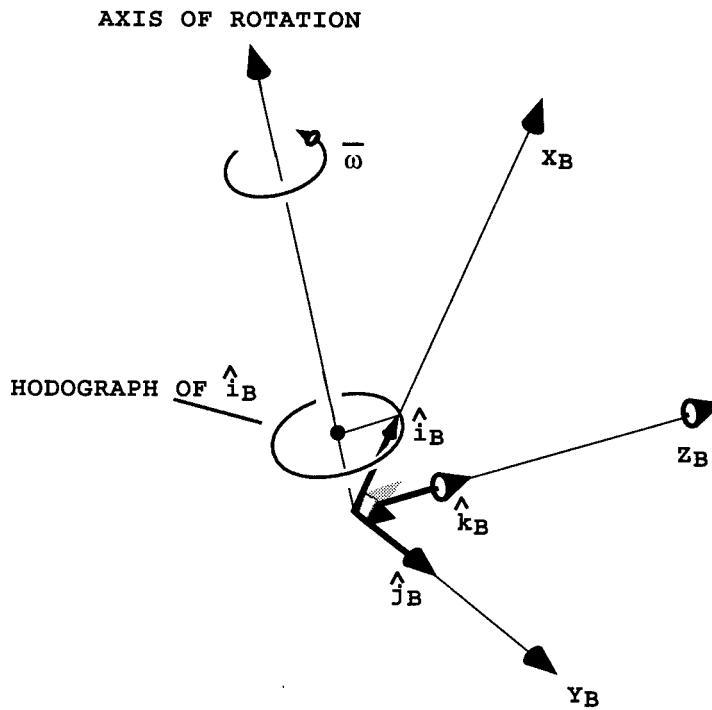 AXIS OF ROTATION
ω̄
X_B
HODOGRAPH OF î_B
î_B
Z_B
k̂_B
ĵ_B
Y_B